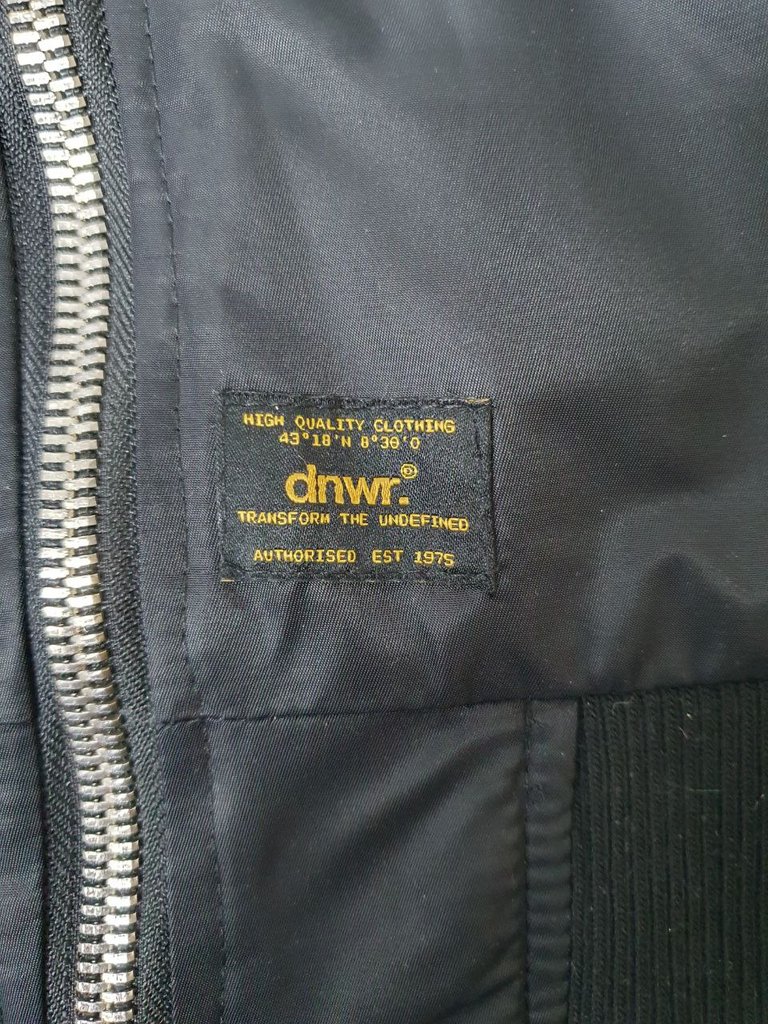 HIGH QUALITY CLOTHING
43°18'N 8°30'O
dnwr.®
TRANSFORM THE UNDEFINED
AUTHORISED EST 1975